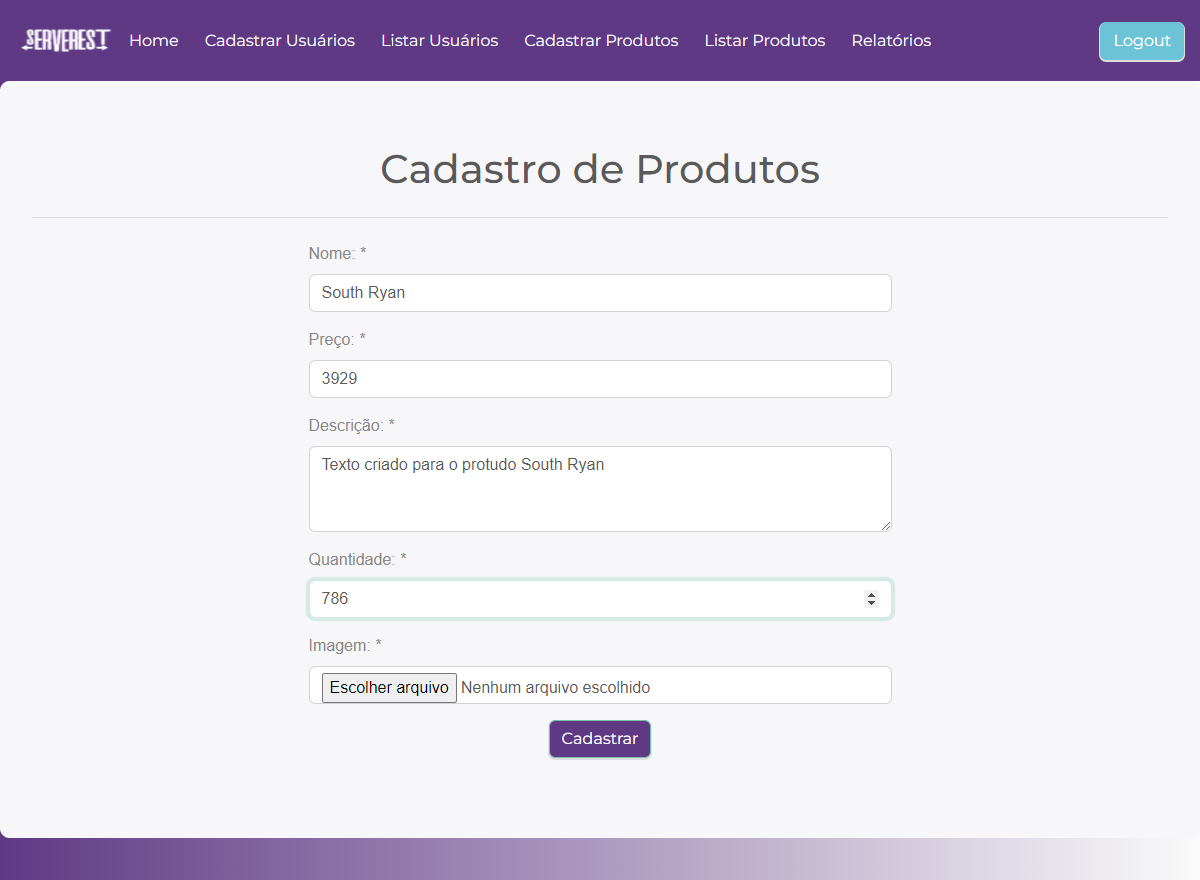 SERVEREST Home Cadastrar Usuários Listar Usuários Cadastrar Produtos Listar Produtos Relatórios Logout
Cadastro de Produtos
Nome: *
South Ryan
Preço: *
3929
Descrição: *
Texto criado para o protudo South Ryan
Quantidade: *
786
Imagem: *
Escolher arquivo Nenhum arquivo escolhido
Cadastrar